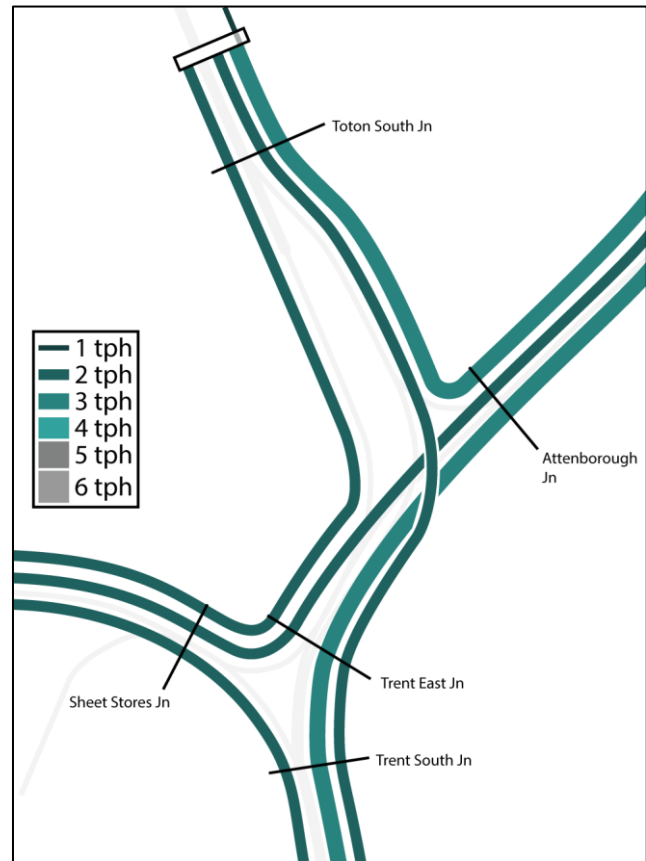 Toton South Jn
1 tph
2 tph
3 tph
4 tph
5 tph
6 tph
Attenborough
Jn
Trent East Jn
Sheet Stores Jn
Trent South Jn